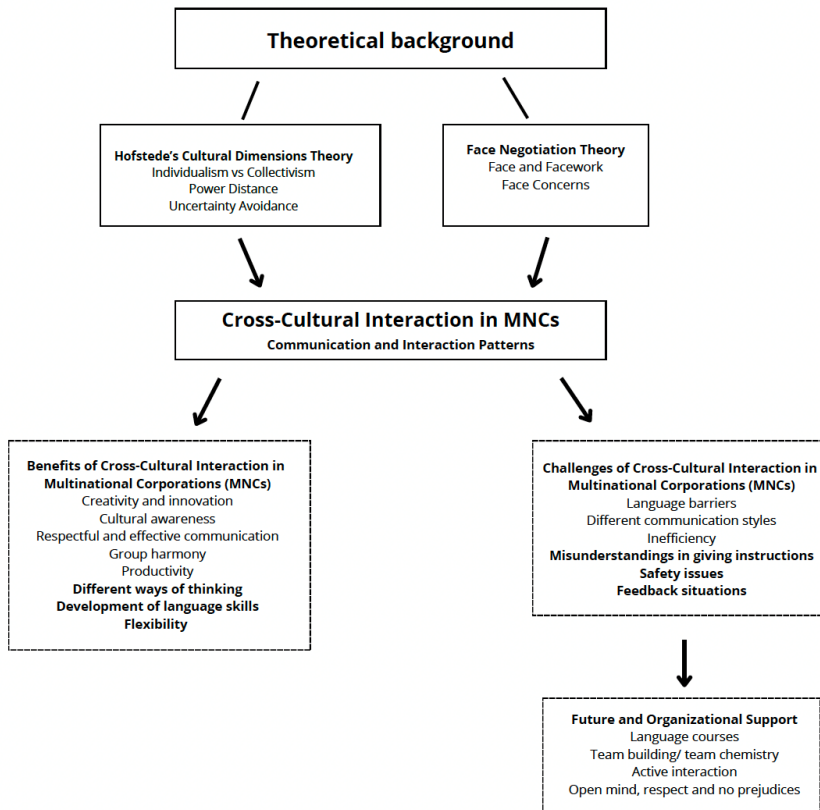 Theoretical background
Hofstede's Cultural Dimensions Theory
Individualism vs Collectivism
Power Distance
Uncertainty Avoidance
Face Negotiation Theory
Face and Facework
Face Concerns
Cross-Cultural Interaction in MNCs
Communication and Interaction Patterns
Benefits of Cross-Cultural Interaction in
Multinational Corporations (MNCs)
Creativity and innovation
Cultural awareness
Respectful and effective communication
Group harmony
Productivity
Different ways of thinking
Development of language skills
Flexibility
Challenges of Cross-Cultural Interaction in
Multinational Corporations (MNCs)
Language barriers
Different communication styles
Inefficiency
Misunderstandings in giving instructions
Safety issues
Feedback situations
Future and Organizational Support
Language courses
Team building/ team chemistry
Active interaction
Open mind, respect and no prejudices